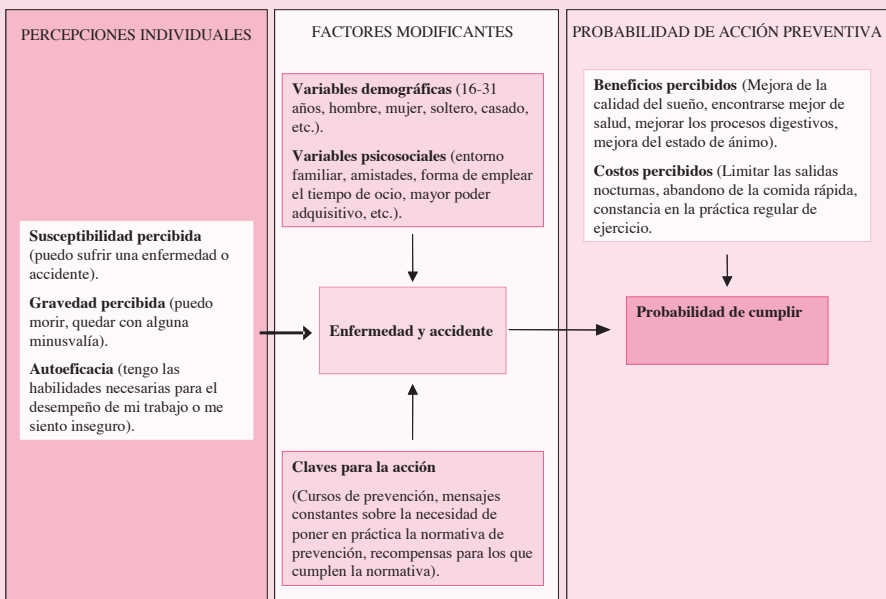 PERCEPCIONES INDIVIDUALES
Susceptibilidad percibida
(puedo sufrir una enfermedad o
accidente).
Gravedad percibida (puedo
morir, quedar con alguna
minusvalía).
Autoeficacia (tengo las
habilidades necesarias para el
desempeño de mi trabajo o me
siento inseguro).
FACTORES MODIFICANTES
Variables demográficas (16-31
años, hombre, mujer, soltero, casado,
etc.).
Variables psicosociales (entorno
familiar, amistades, forma de emplear
el tiempo de ocio, mayor poder
adquisitivo, etc.).
Enfermedad y accidente
Claves para la acción
(Cursos de prevención, mensajes
constantes sobre la necesidad de
poner en práctica la normativa de
prevención, recompensas para los que
cumplen la normativa).
PROBABILIDAD DE ACCIÓN PREVENTIVA
Beneficios percibidos (Mejora de la
calidad del sueño, encontrarse mejor de
salud, mejorar los procesos digestivos,
mejora del estado de ánimo).
Costos percibidos (Limitar las salidas
nocturnas, abandono de la comida rápida,
constancia en la práctica regular de
ejercicio.
Probabilidad de cumplir